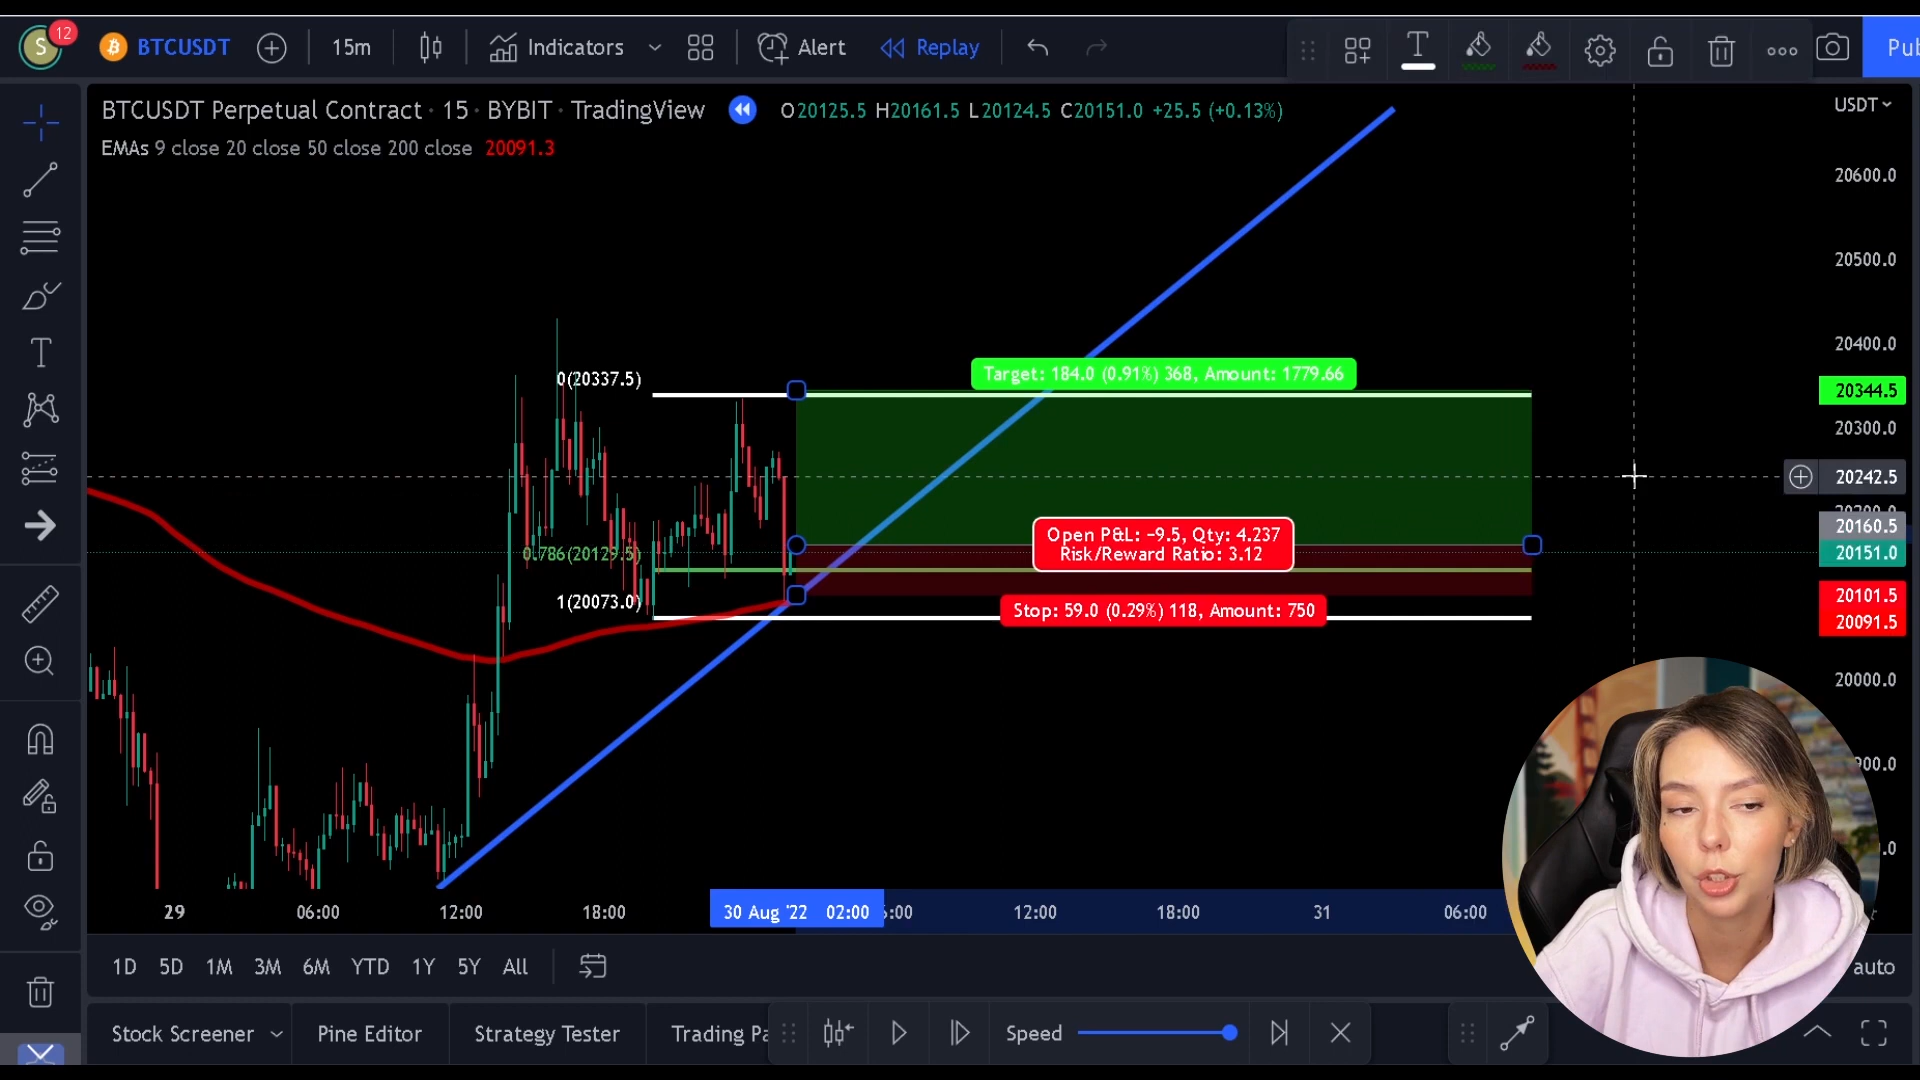 S 12 BTCUSDT 15m Indicators Alert Replay T Pub
BTCUSDT Perpetual Contract · 15 · BYBIT · TradingView O20125.5 H20161.5 L20124.5 C20151.0 +25.5 (+0.13%) USDT
EMAs 9 close 20 close 50 close 200 close 20091.3
20600.0
20500.0
20400.0
0(20337.5)
Target: 184.0 (0.91%) 368, Amount: 1779.66
20344.5
20300.0
20242.5
20160.5
Open P&L: -9.5, Qty: 4.237
Risk/Reward Ratio: 3.12
0.786(20129.5)
20151.0
1(20073.0)
20101.5
Stop: 59.0 (0.29%) 118, Amount: 750
20091.5
20000.0
29 06:00 12:00 18:00 30 Aug '22 02:00 12:00 18:00 31 06:00
1D 5D 1M 3M 6M YTD 1Y 5Y All auto
Stock Screener Pine Editor Strategy Tester Trading Pa Speed